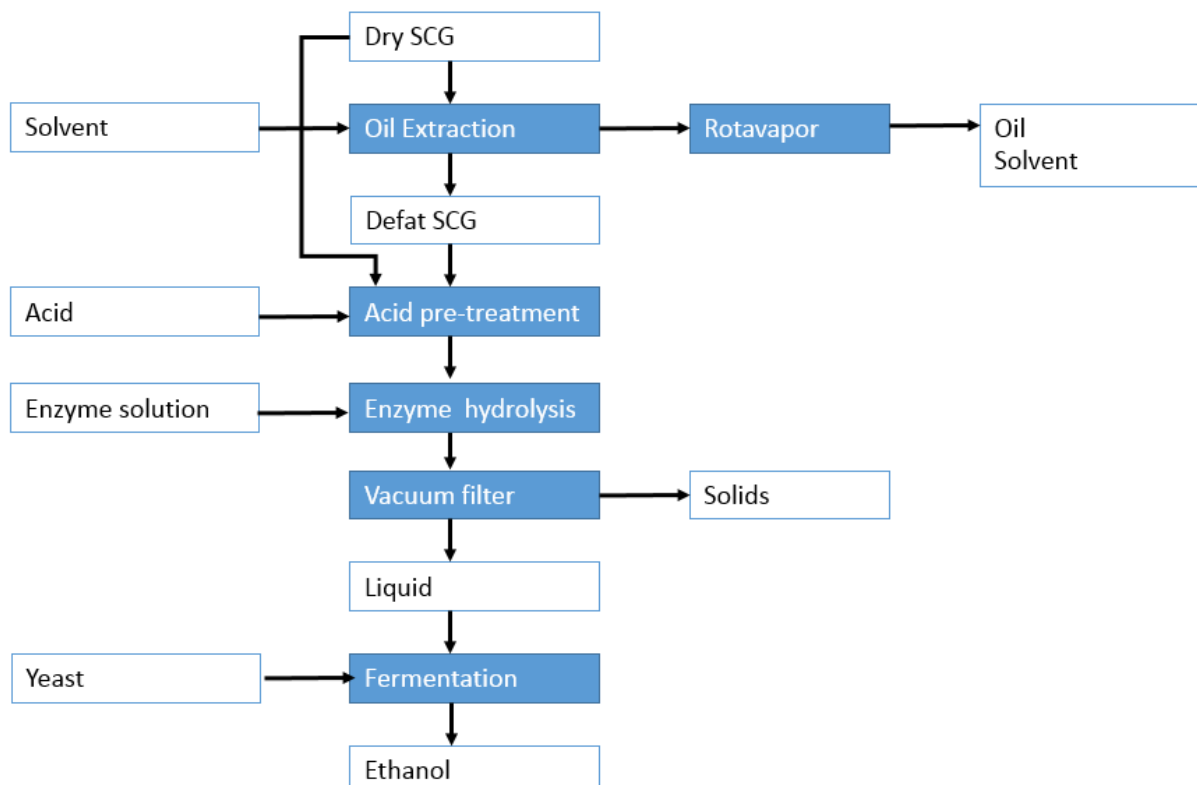 Dry SCG
Solvent
Oil Extraction
Rotavapor
Oil
Solvent
Defat SCG
Acid
Acid pre-treatment
Enzyme solution
Enzyme hydrolysis
Vacuum filter
Solids
Liquid
Yeast
Fermentation
Ethanol